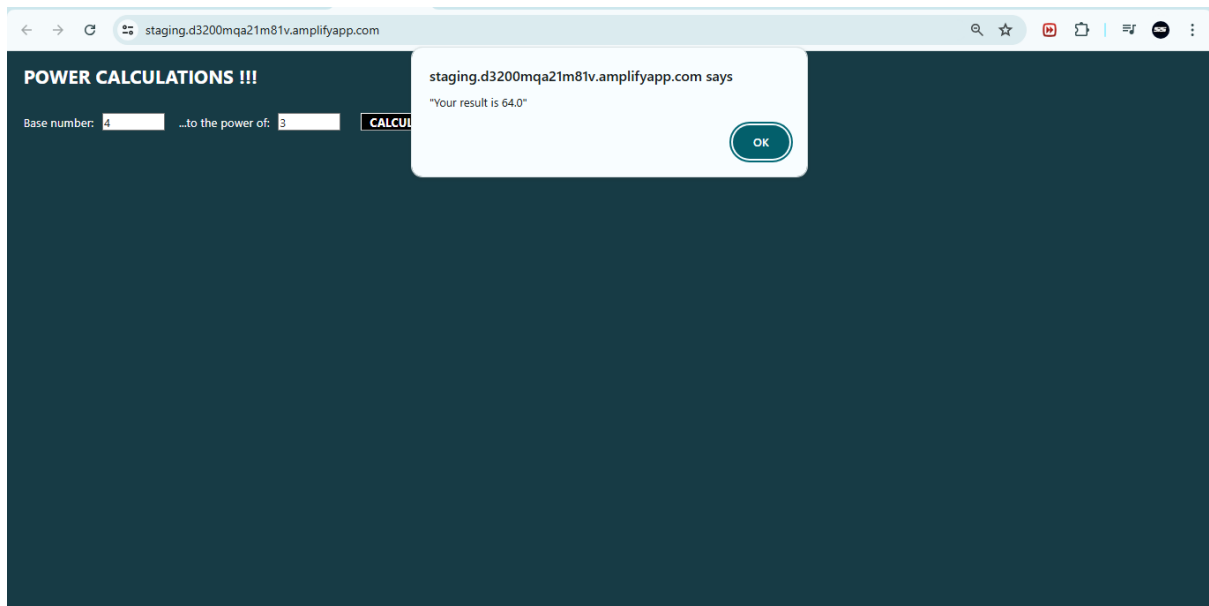 staging.d3200mqa21m81v.amplifyapp.com
POWER CALCULATIONS !!!
staging.d3200mqa21m81v.amplifyapp.com says
"Your result is 64.0"
Base number: 4 ...to the power of: 3 CALCUL
OK